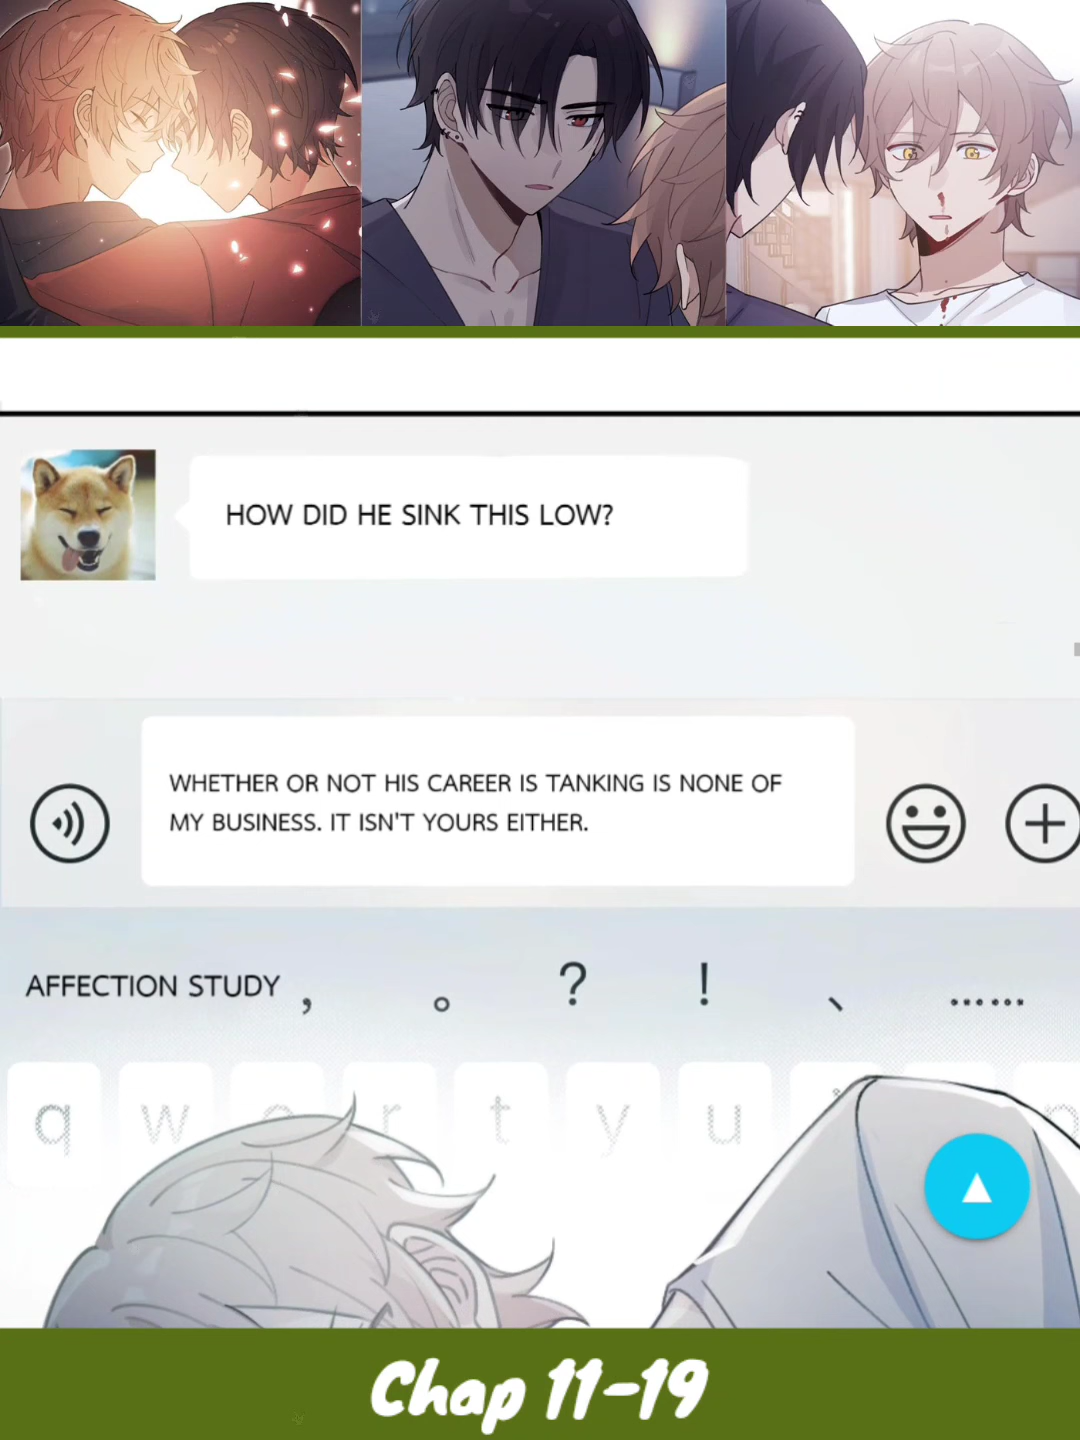 HOW DID HE SINK THIS LOW?
WHETHER OR NOT HIS CAREER IS TANKING IS NONE OF
MY BUSINESS. IT ISN'T YOURS EITHER.
AFFECTION STUDY , 。 ? ! 、 ……
q w e r t y u i
Chap 11-19